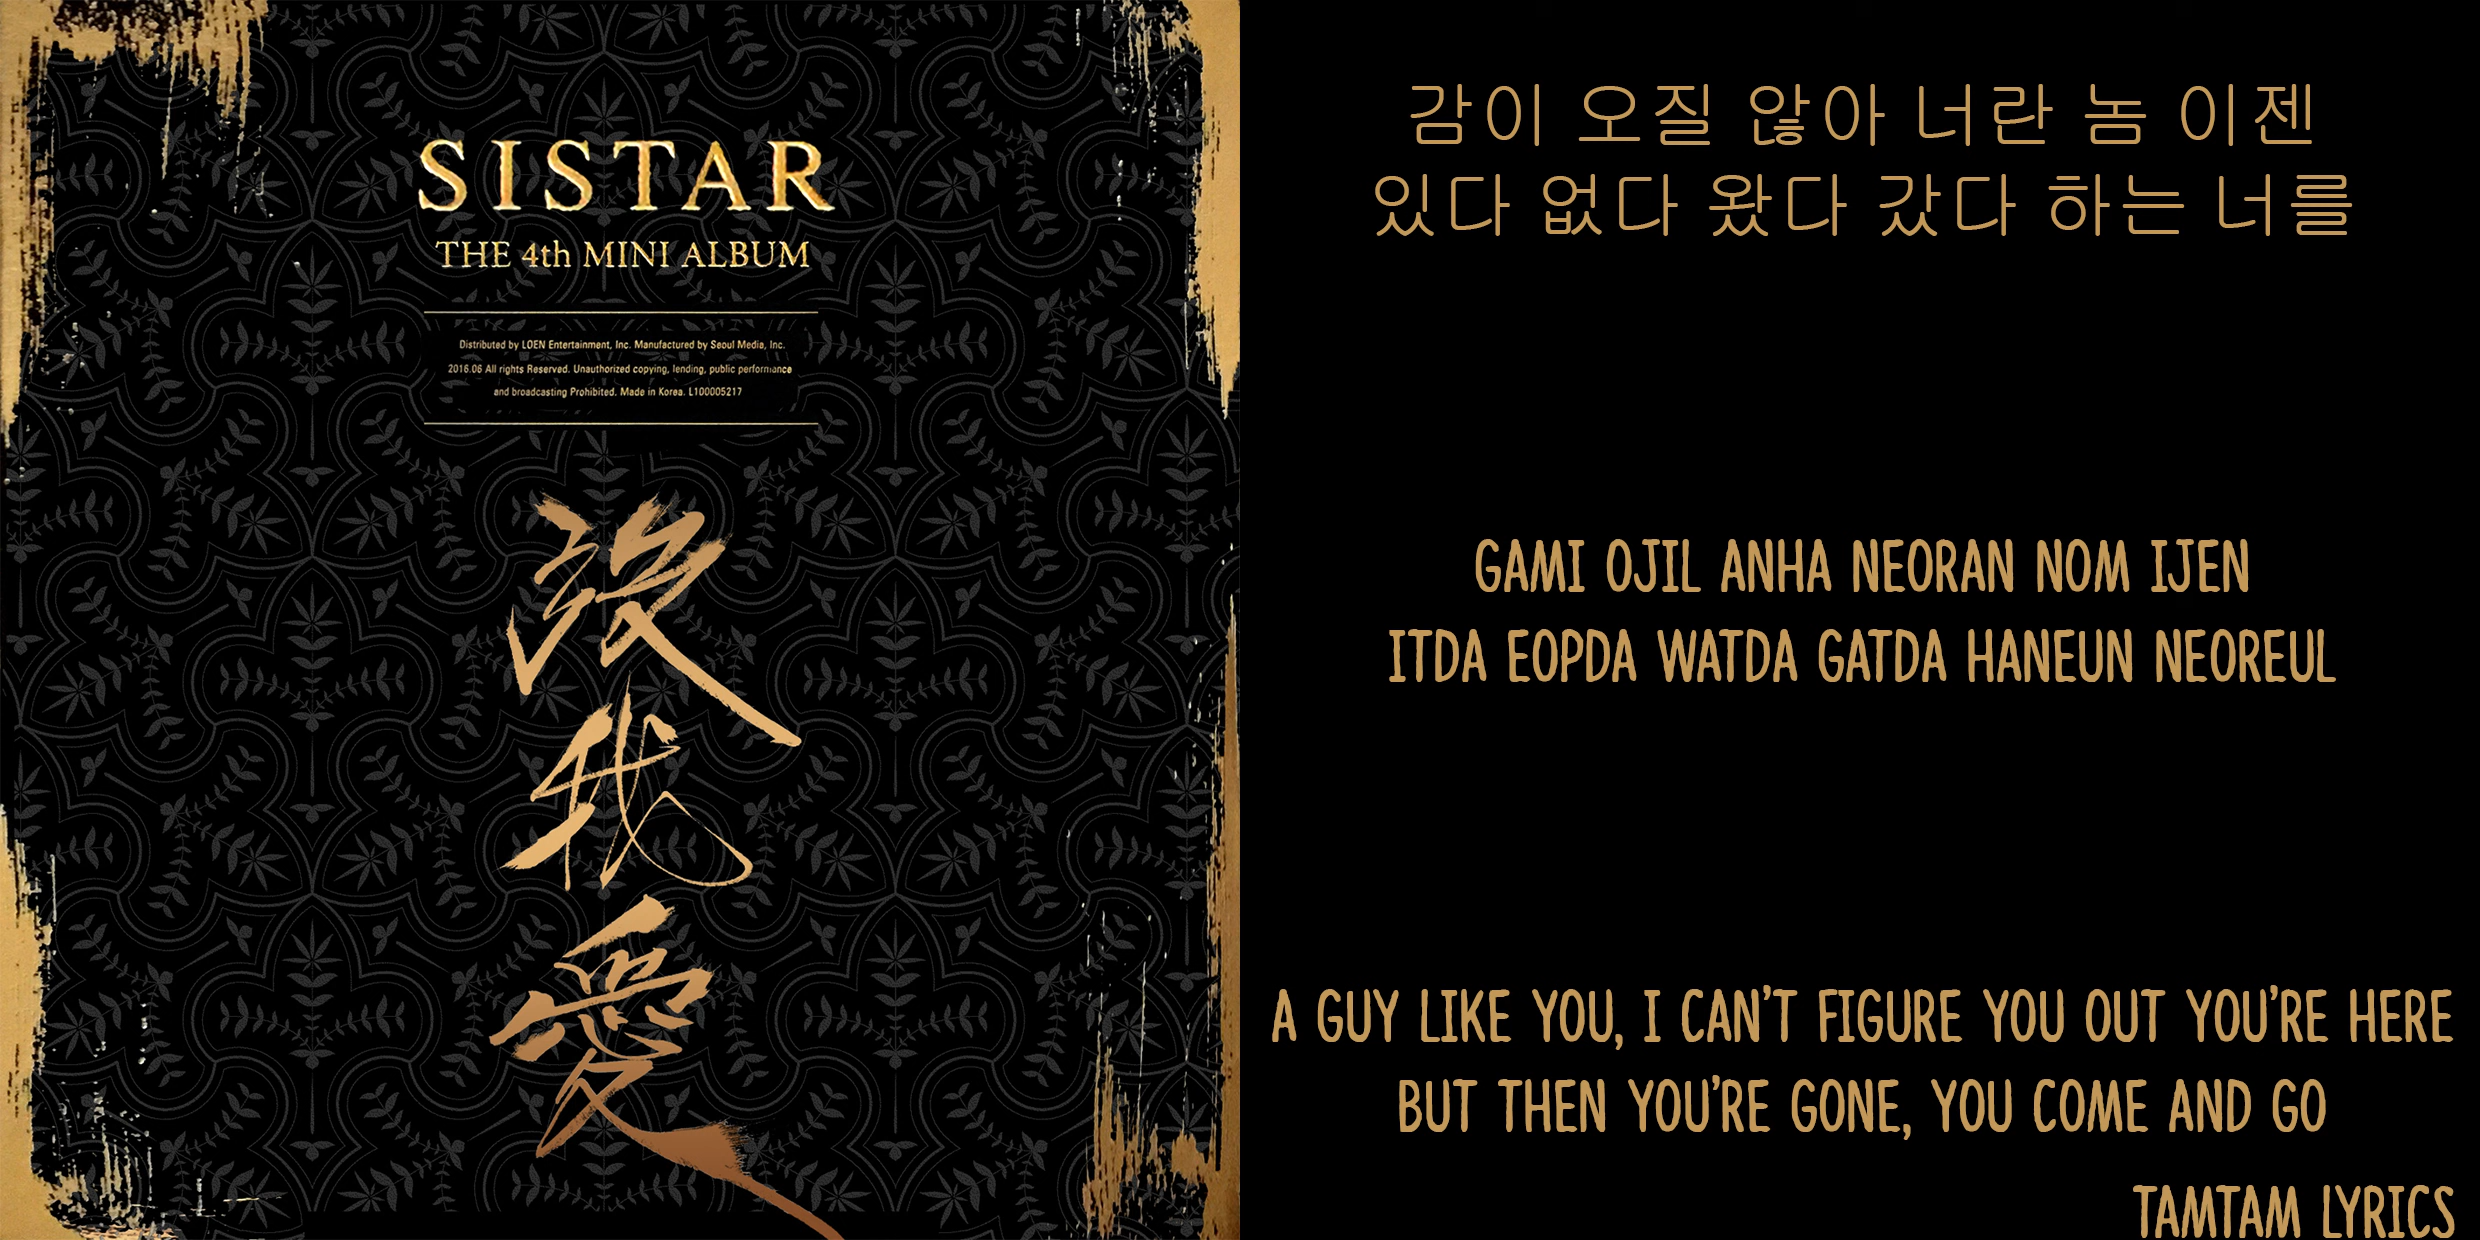 SISTAR
THE 4th MINI ALBUM
Distributed by LOEN Entertainment, Inc. Manufactured by Seoul Media, Inc.
2016.06 All rights Reserved. Unauthorized copying, lending, public performance
and broadcasting Prohibited. Made in Korea. L100005217
沒
我
愛
감이 오질 않아 너란 놈 이젠
있다 없다 왔다 갔다 하는 너를
GAMI OJIL ANHA NEORAN NOM IJEN
ITDA EOPDA WATDA GATDA HANEUN NEOREUL
A GUY LIKE YOU, I CAN'T FIGURE YOU OUT YOU'RE HERE
BUT THEN YOU'RE GONE, YOU COME AND GO
TAMTAM LYRICS